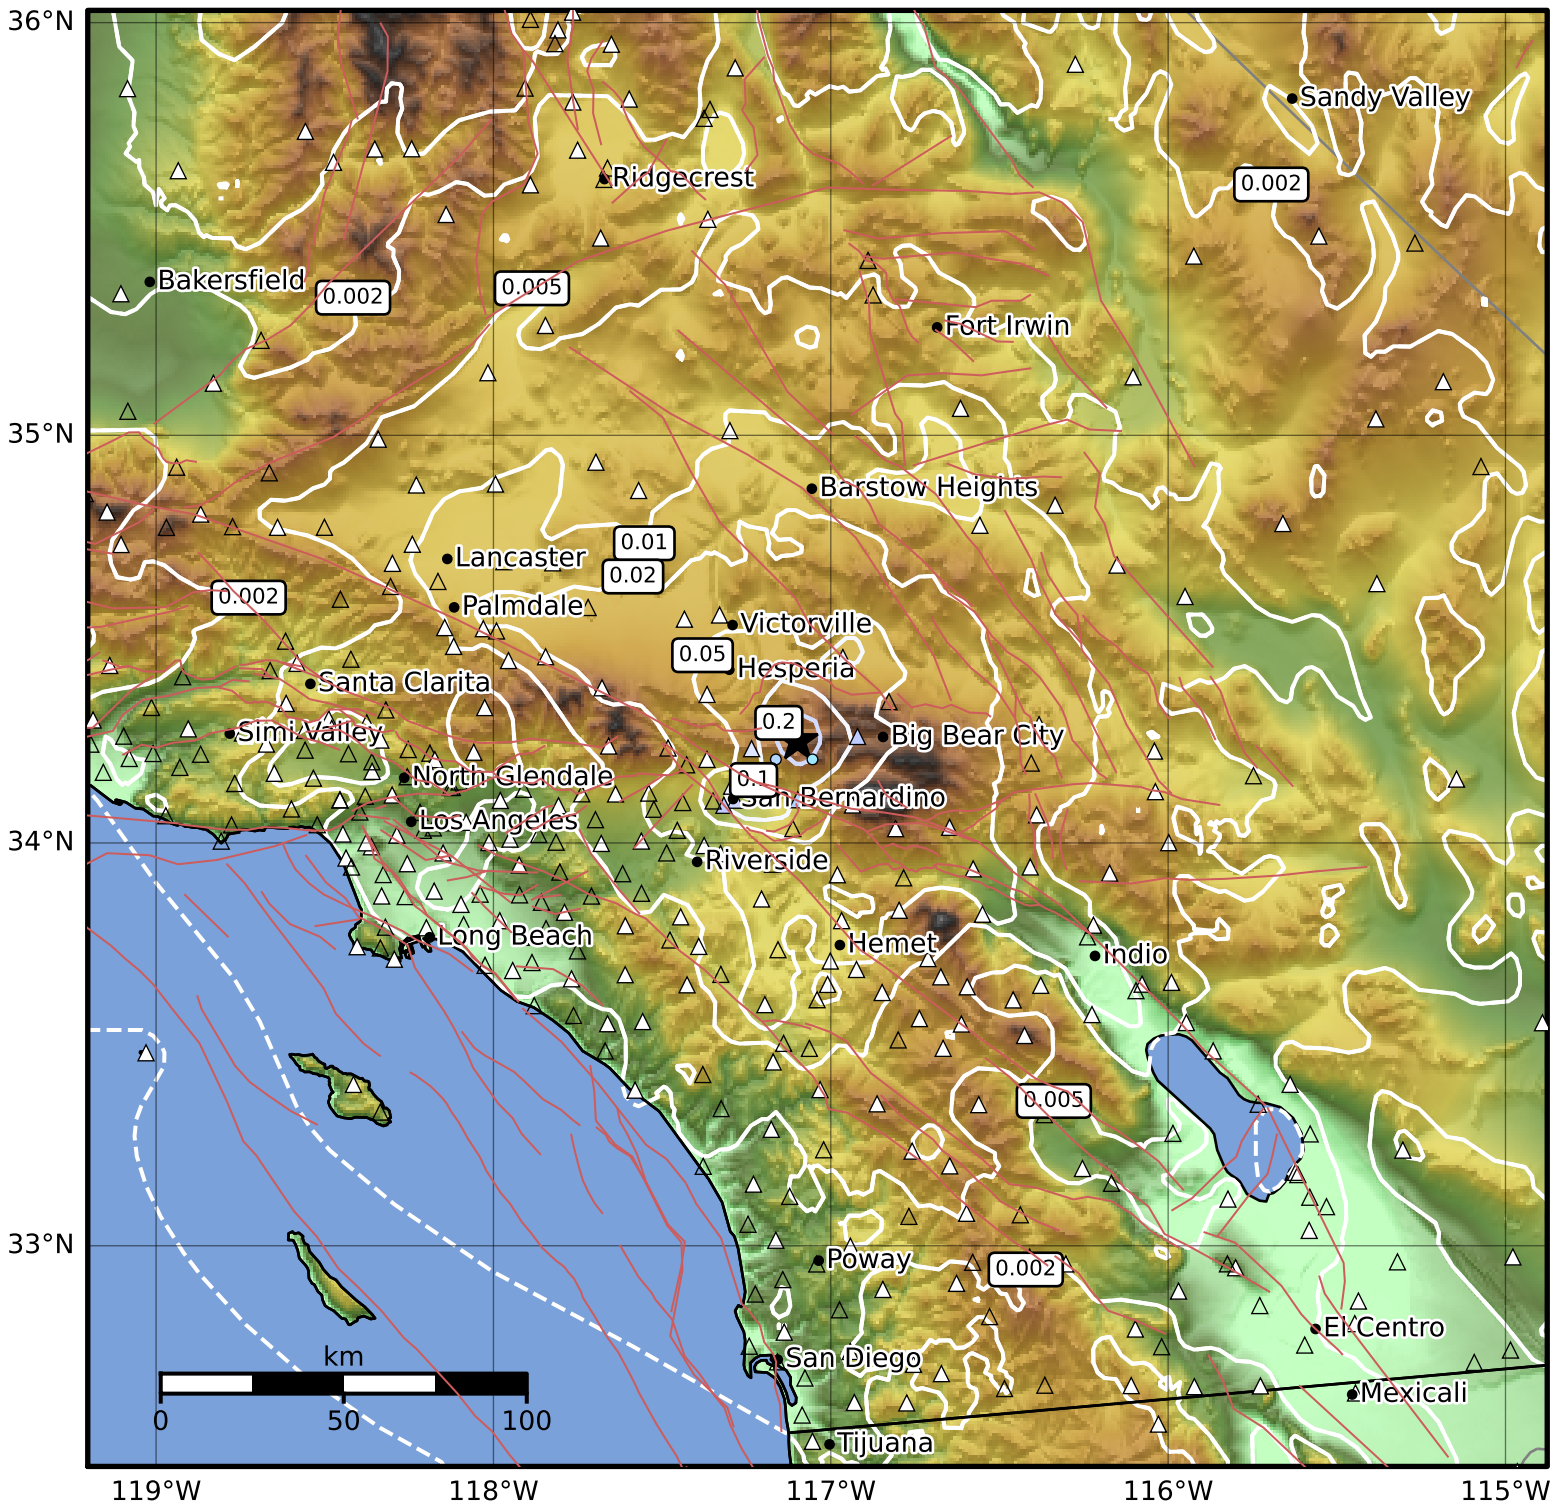 36°N
Sandy Valley
Ridgecrest
0.002
Bakersfield
0.002
0.005
Fort Irwin
35°N
Barstow Heights
0.01
Lancaster
0.02
0.002
Palmdale
Victorville
0.05
Hesperia
Santa Clarita
0.2
Simi Valley
Big Bear City
North Glendale
0.1
San Bernardino
Los Angeles
34°N
Riverside
Long Beach
Hemet
Indio
0.005
33°N
Poway
0.002
El Centro
km
San Diego
Mexicali
0 50 100
Tijuana
119°W 118°W 117°W 116°W 115°W